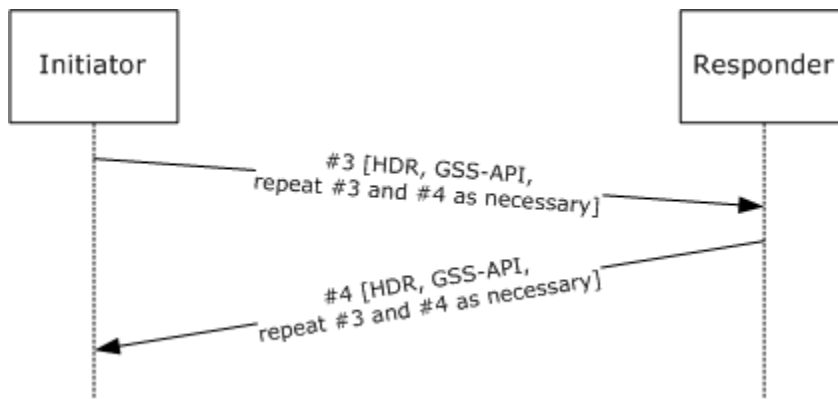 Initiator
Responder
#3 [HDR, GSS-API,
repeat #3 and #4 as necessary]
#4 [HDR, GSS-API,
repeat #3 and #4 as necessary]